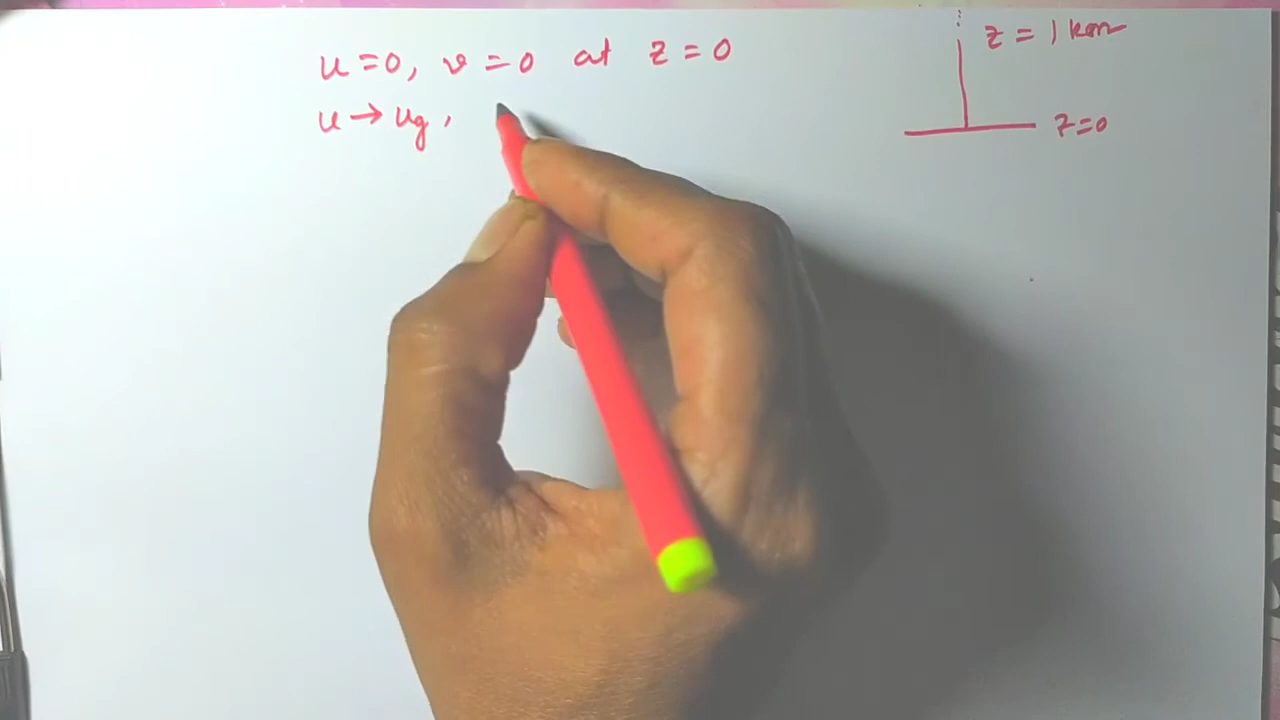 u = 0, v = 0 at z = 0
u → ug,
z = 1 km
z = 0